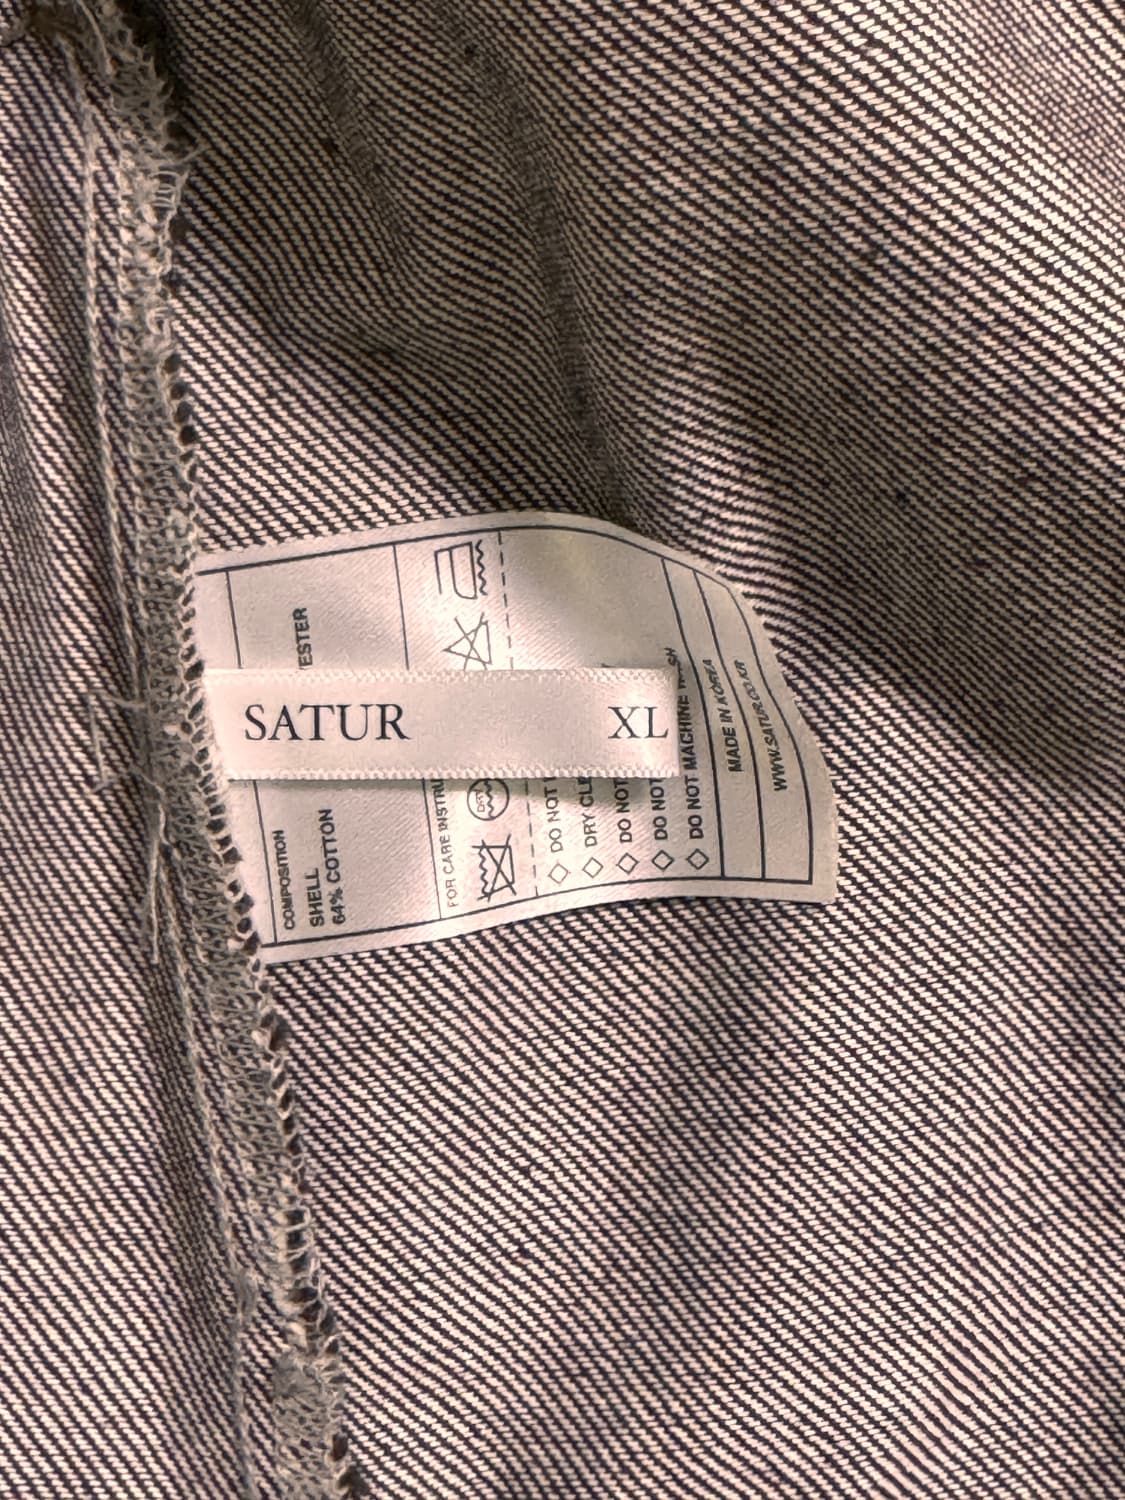 SATUR XL
COMPOSITION
SHELL
64% COTTON
ESTER
FOR CARE INSTRU
DRY
◇ DO NOT
◇ DRY CLE
◇ DO NOT
◇ DO NOT
◇ DO NOT MACHINE
MADE IN KOREA
WWW.SATUR.CO.KR